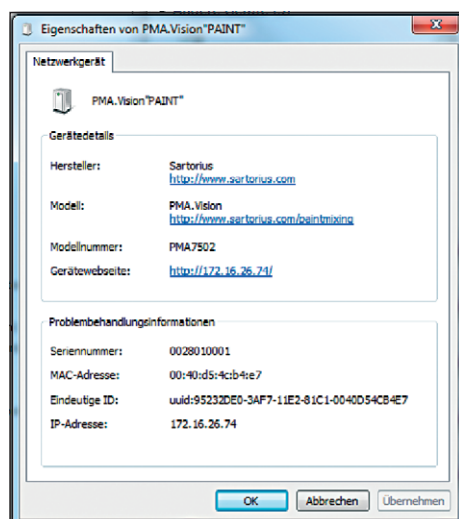 Eigenschaften von PMA.Vision"PAINT"
Netzwerkgerät
PMA.Vision"PAINT"
Gerätedetails
Hersteller: Sartorius
http://www.sartorius.com
Modell: PMA.Vision
http://www.sartorius.com/paintmixing
Modellnummer: PMA7502
Gerätewebseite: http://172.16.26.74/
Problembehandlungsinformationen
Seriennummer: 0028010001
MAC-Adresse: 00:40:d5:4c:b4:e7
Eindeutige ID: uuid:95232DE0-3AF7-11E2-81C1-0040D54CB4E7
IP-Adresse: 172.16.26.74
OK Abbrechen Übernehmen